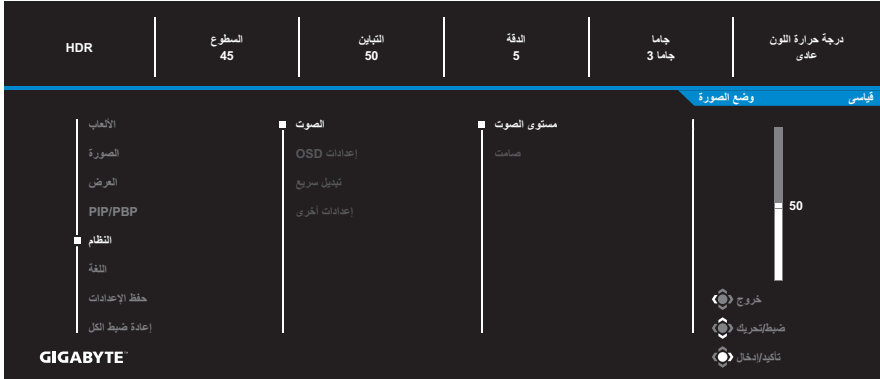 درجة حرارة اللون
عادى
جاما
جاما 3
الدقة
5
التباين
50
السطوع
45
HDR
وضع الصورة
قياسى
الألعاب
الصورة
العرض
PIP/PBP
النظام
اللغة
حفظ الإعدادات
إعادة ضبط الكل
الصوت
إعدادات OSD
تبديل سريع
إعدادات أخرى
مستوى الصوت
صامت
50
خروج
ضبط/تحريك
تأكيد/إدخال
GIGABYTE™